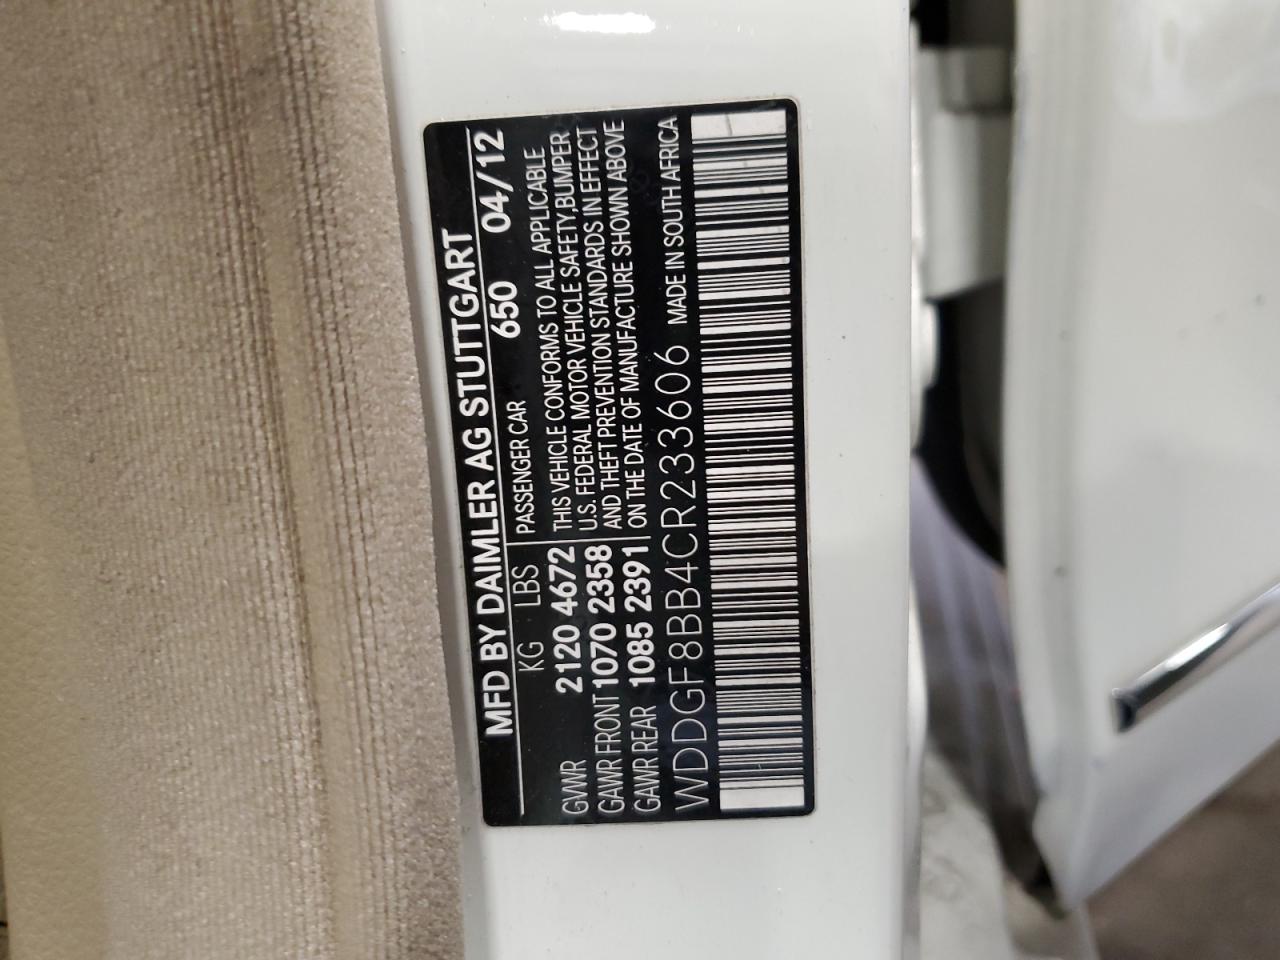 MFD BY DAIMLER AG STUTTGART
KG LBS PASSENGER CAR 650 04/12
GVWR 2120 4672 THIS VEHICLE CONFORMS TO ALL APPLICABLE
U.S. FEDERAL MOTOR VEHICLE SAFETY,BUMPER
GAWR FRONT 1070 2358 AND THEFT PREVENTION STANDARDS IN EFFECT
GAWR REAR 1085 2391 ON THE DATE OF MANUFACTURE SHOWN ABOVE
WDDGF8BB4CR233606 MADE IN SOUTH AFRICA